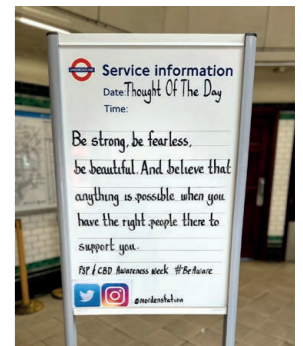 Service information
Date: Thought Of The Day
Time:
Be strong, be fearless,
be beautiful. And believe that
anything is possible when you
have the right people there to
support you.
PSP & CBD Awareness Week #BeAware
@mordenstation